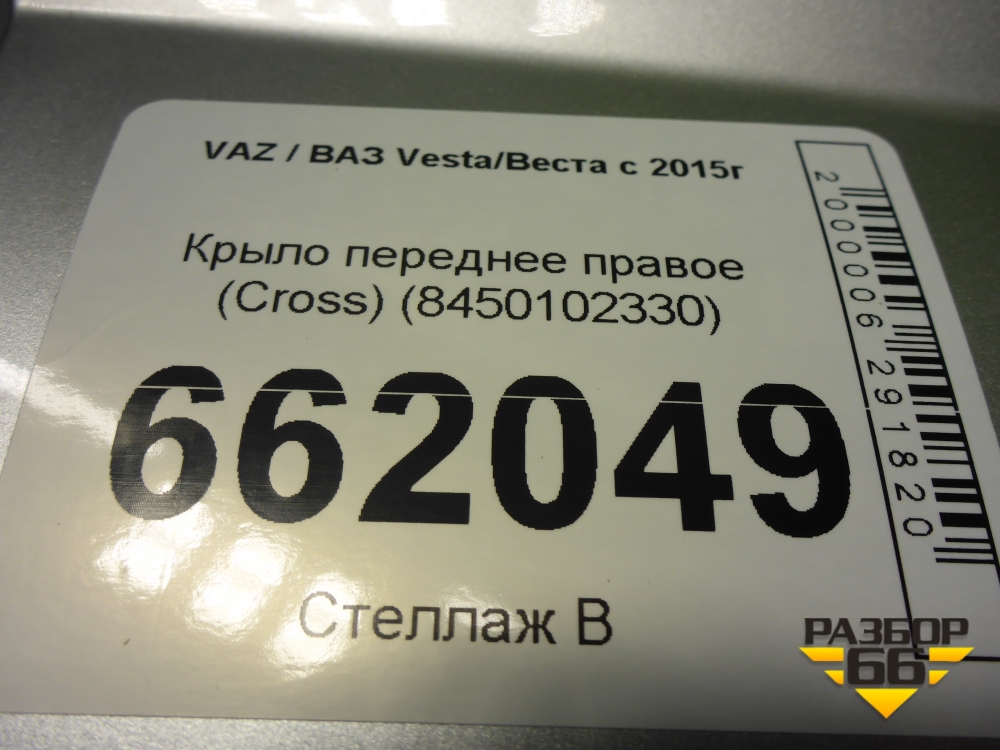 VAZ / ВАЗ Vesta/Веста с 2015г
Крыло переднее правое
(Cross) (8450102330)
662049
Стеллаж В
2000006291820
РАЗБОР
66